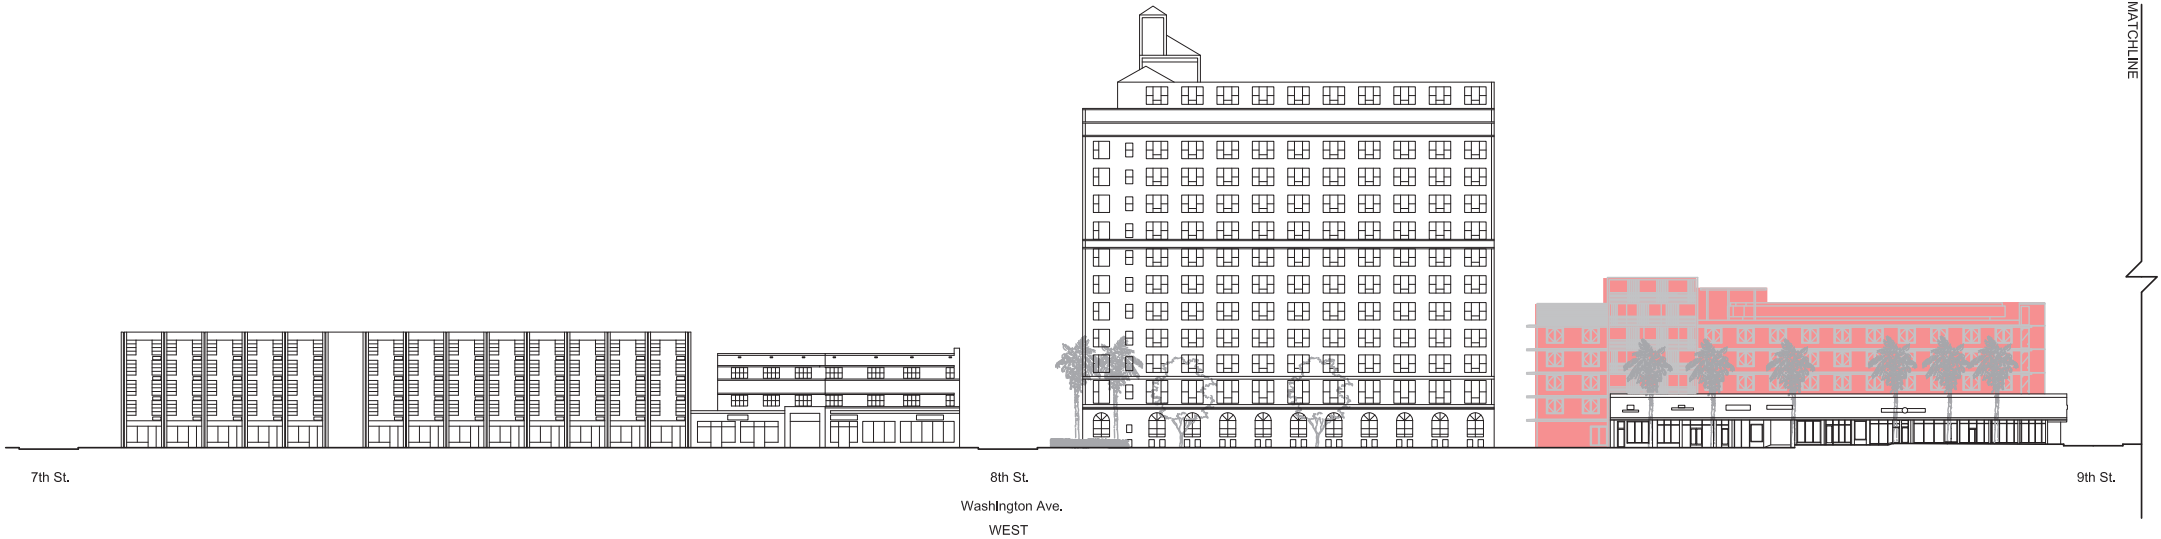 MATCHLINE
7th St.
8th St.
9th St.
Washington Ave.
WEST